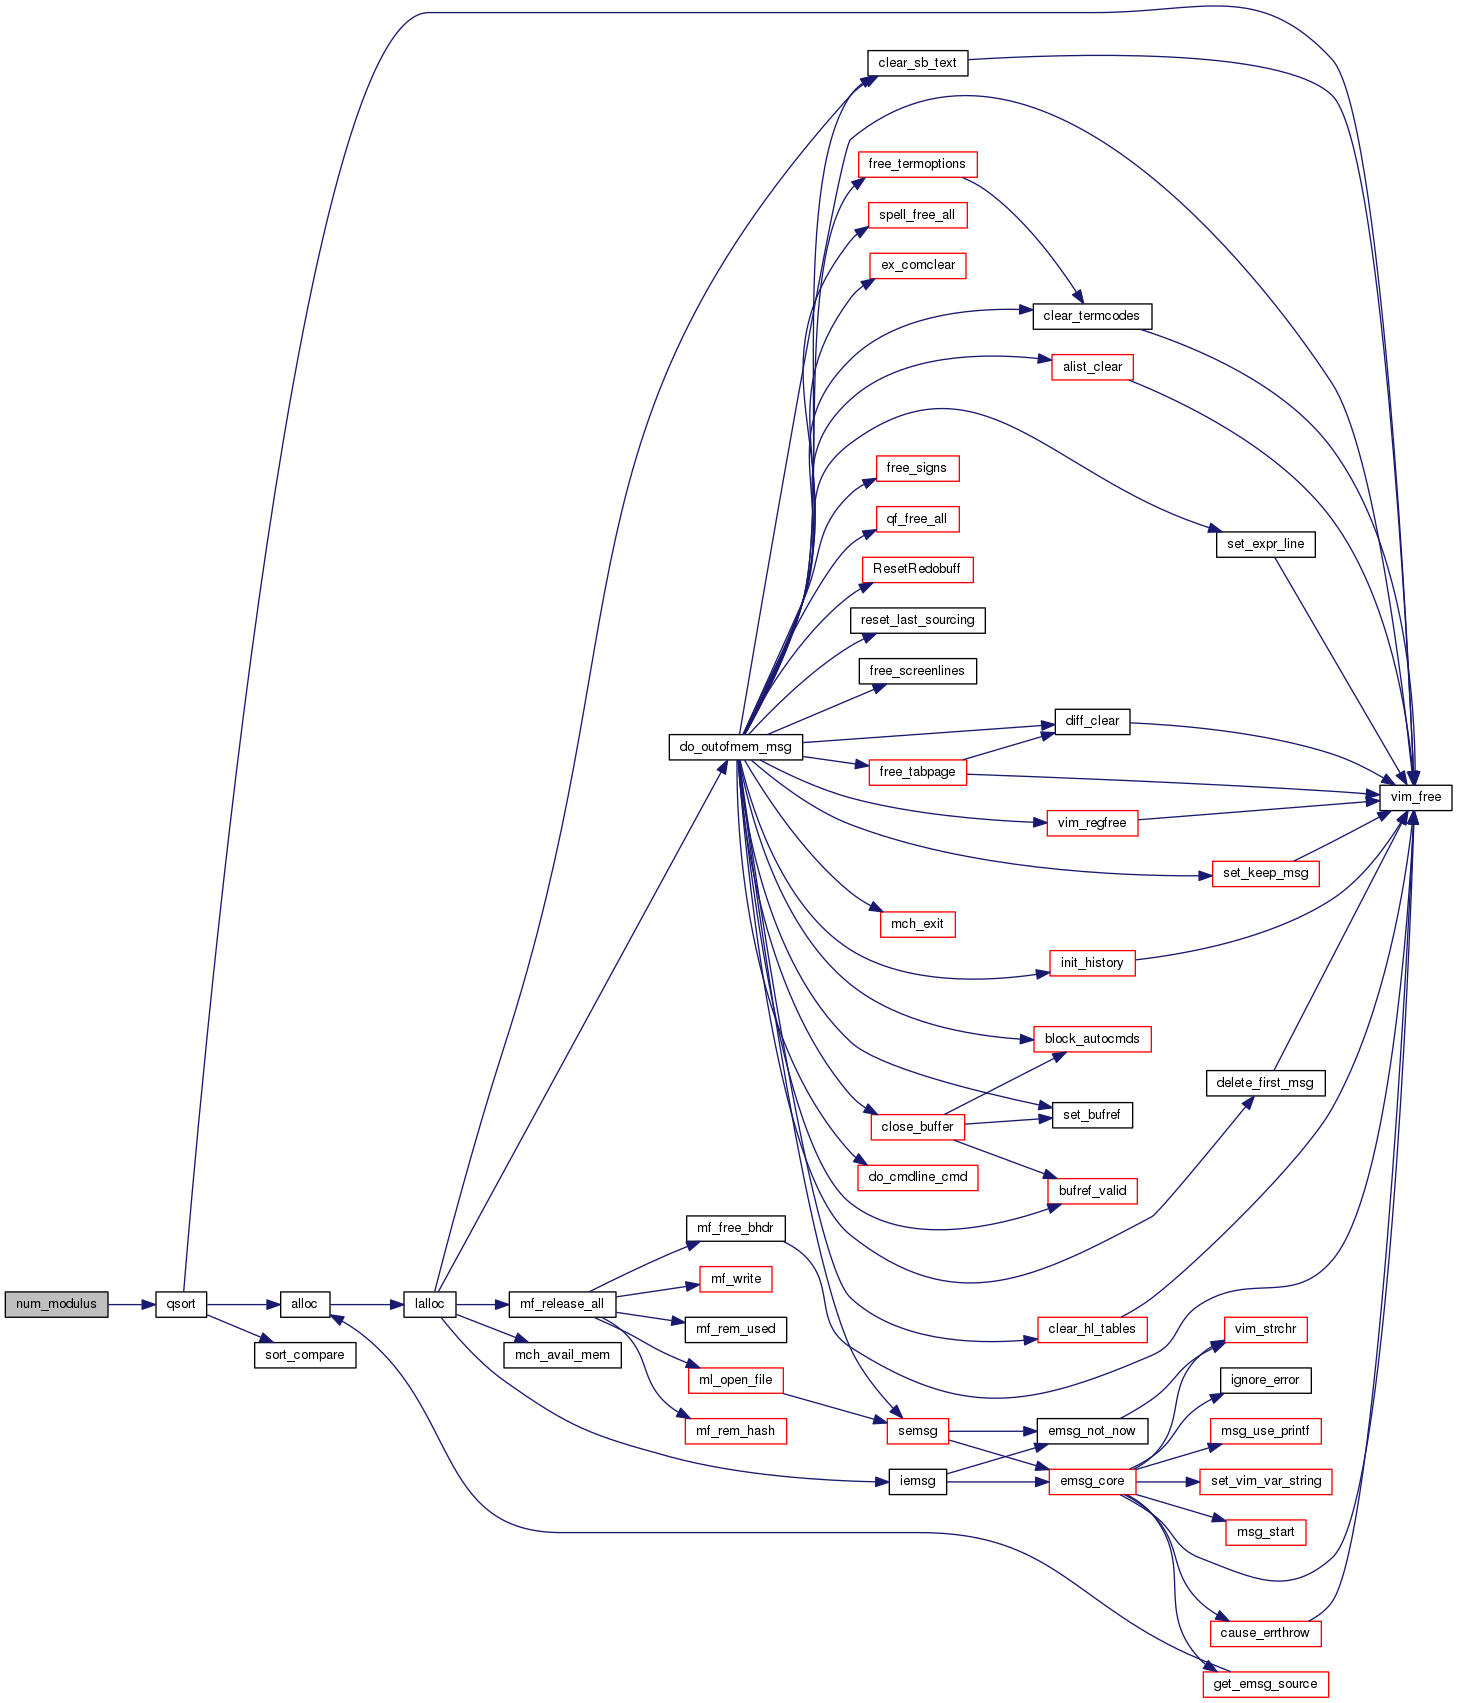 clear_sb_text
free_termoptions
spell_free_all
ex_comclear
clear_termcodes
alist_clear
free_signs
qf_free_all
set_expr_line
ResetRedobuff
reset_last_sourcing
free_screenlines
diff_clear
do_outofmem_msg
free_tabpage
vim_free
vim_regfree
set_keep_msg
mch_exit
init_history
block_autocmds
delete_first_msg
set_bufref
close_buffer
do_cmdline_cmd
bufref_valid
mf_free_bhdr
mf_write
num_modulus
qsort
alloc
lalloc
mf_release_all
mf_rem_used
clear_hl_tables
vim_strchr
sort_compare
mch_avail_mem
ml_open_file
ignore_error
mf_rem_hash
semsg
emsg_not_now
msg_use_printf
iemsg
emsg_core
set_vim_var_string
msg_start
cause_errthrow
get_emsg_source